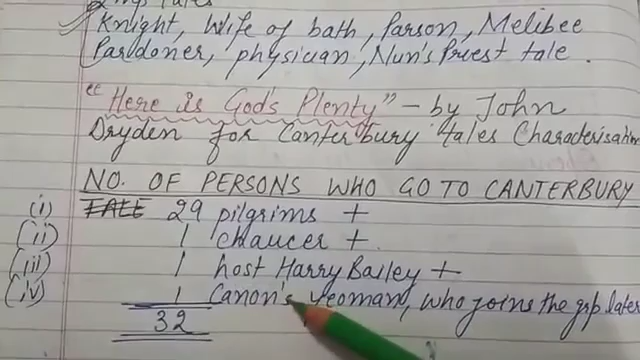 Knight, Wife of bath, Parson, Melibee
Pardoner, physician, Nun's Priest tale.
"Here is God's Plenty" - by John
Dryden for Canterbury tales Characterisation
NO. OF PERSONS WHO GO TO CANTERBURY
(i) 29 pilgrims +
(ii) 1 Chaucer +
(iii) 1 host Harry Bailey +
(iv) 1 Canon's yeoman, who joins the grp later
32